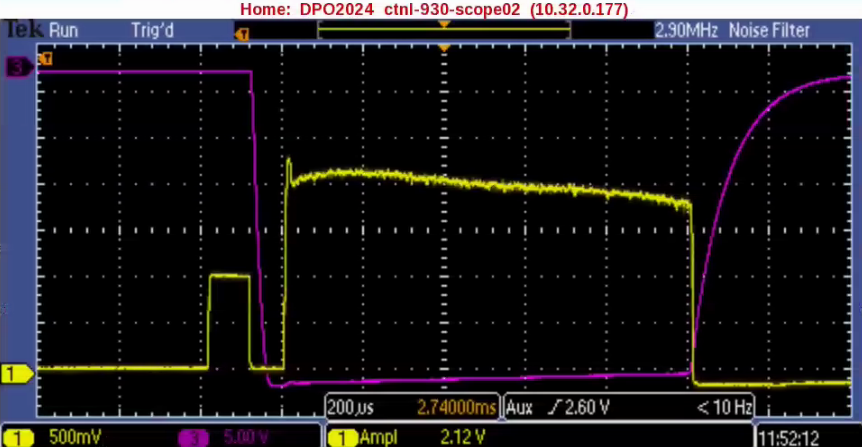 Home: DPO2024 ctnl-930-scope02 (10.32.0.177)
Tek Run Trig'd 2.90MHz Noise Filter
T
3
T
1
200µs 2.74000ms Aux 2.60 V < 10 Hz
1 500mV 3 5.00 V 1 Ampl 2.12 V 11:52:12